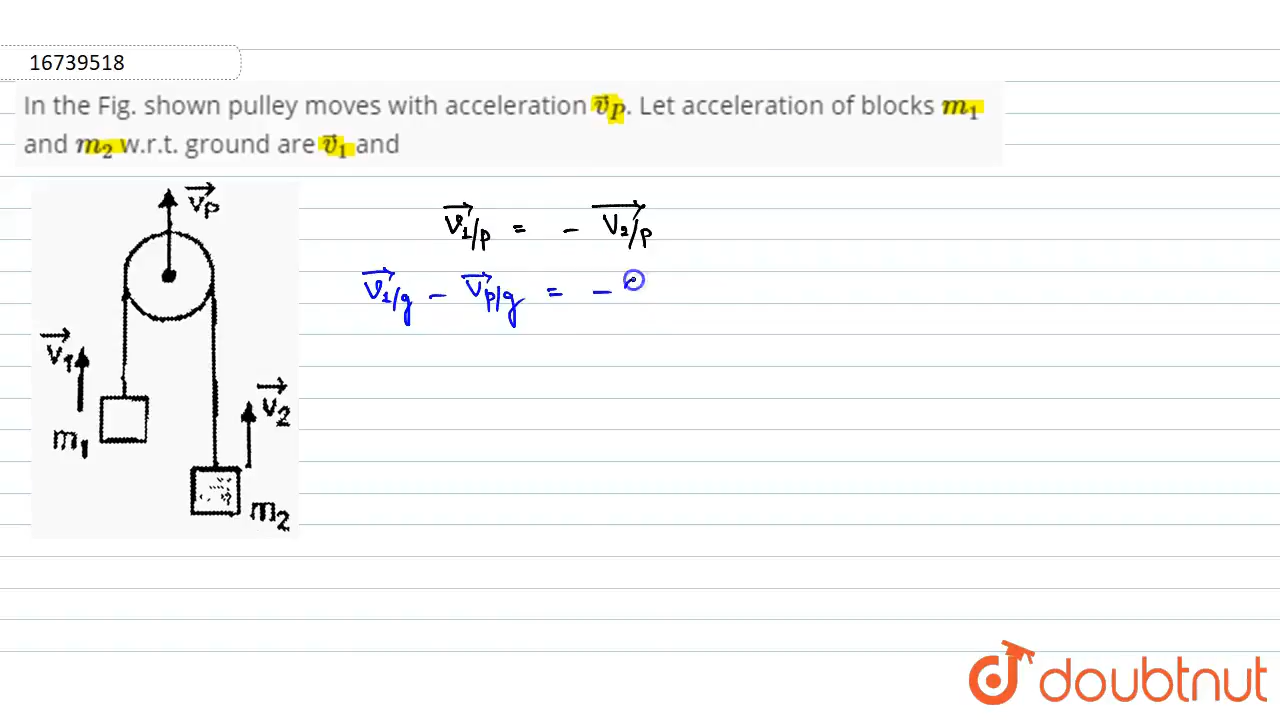 16739518
In the Fig. shown pulley moves with acceleration v⃗P. Let acceleration of blocks m₁
and m₂ w.r.t. ground are v⃗₁ and
v⃗P
v⃗₁/p = - v⃗₂/p
v⃗₁/g - v⃗p/g = -
v⃗₁
v⃗₂
m₁
m₂
doubtnut